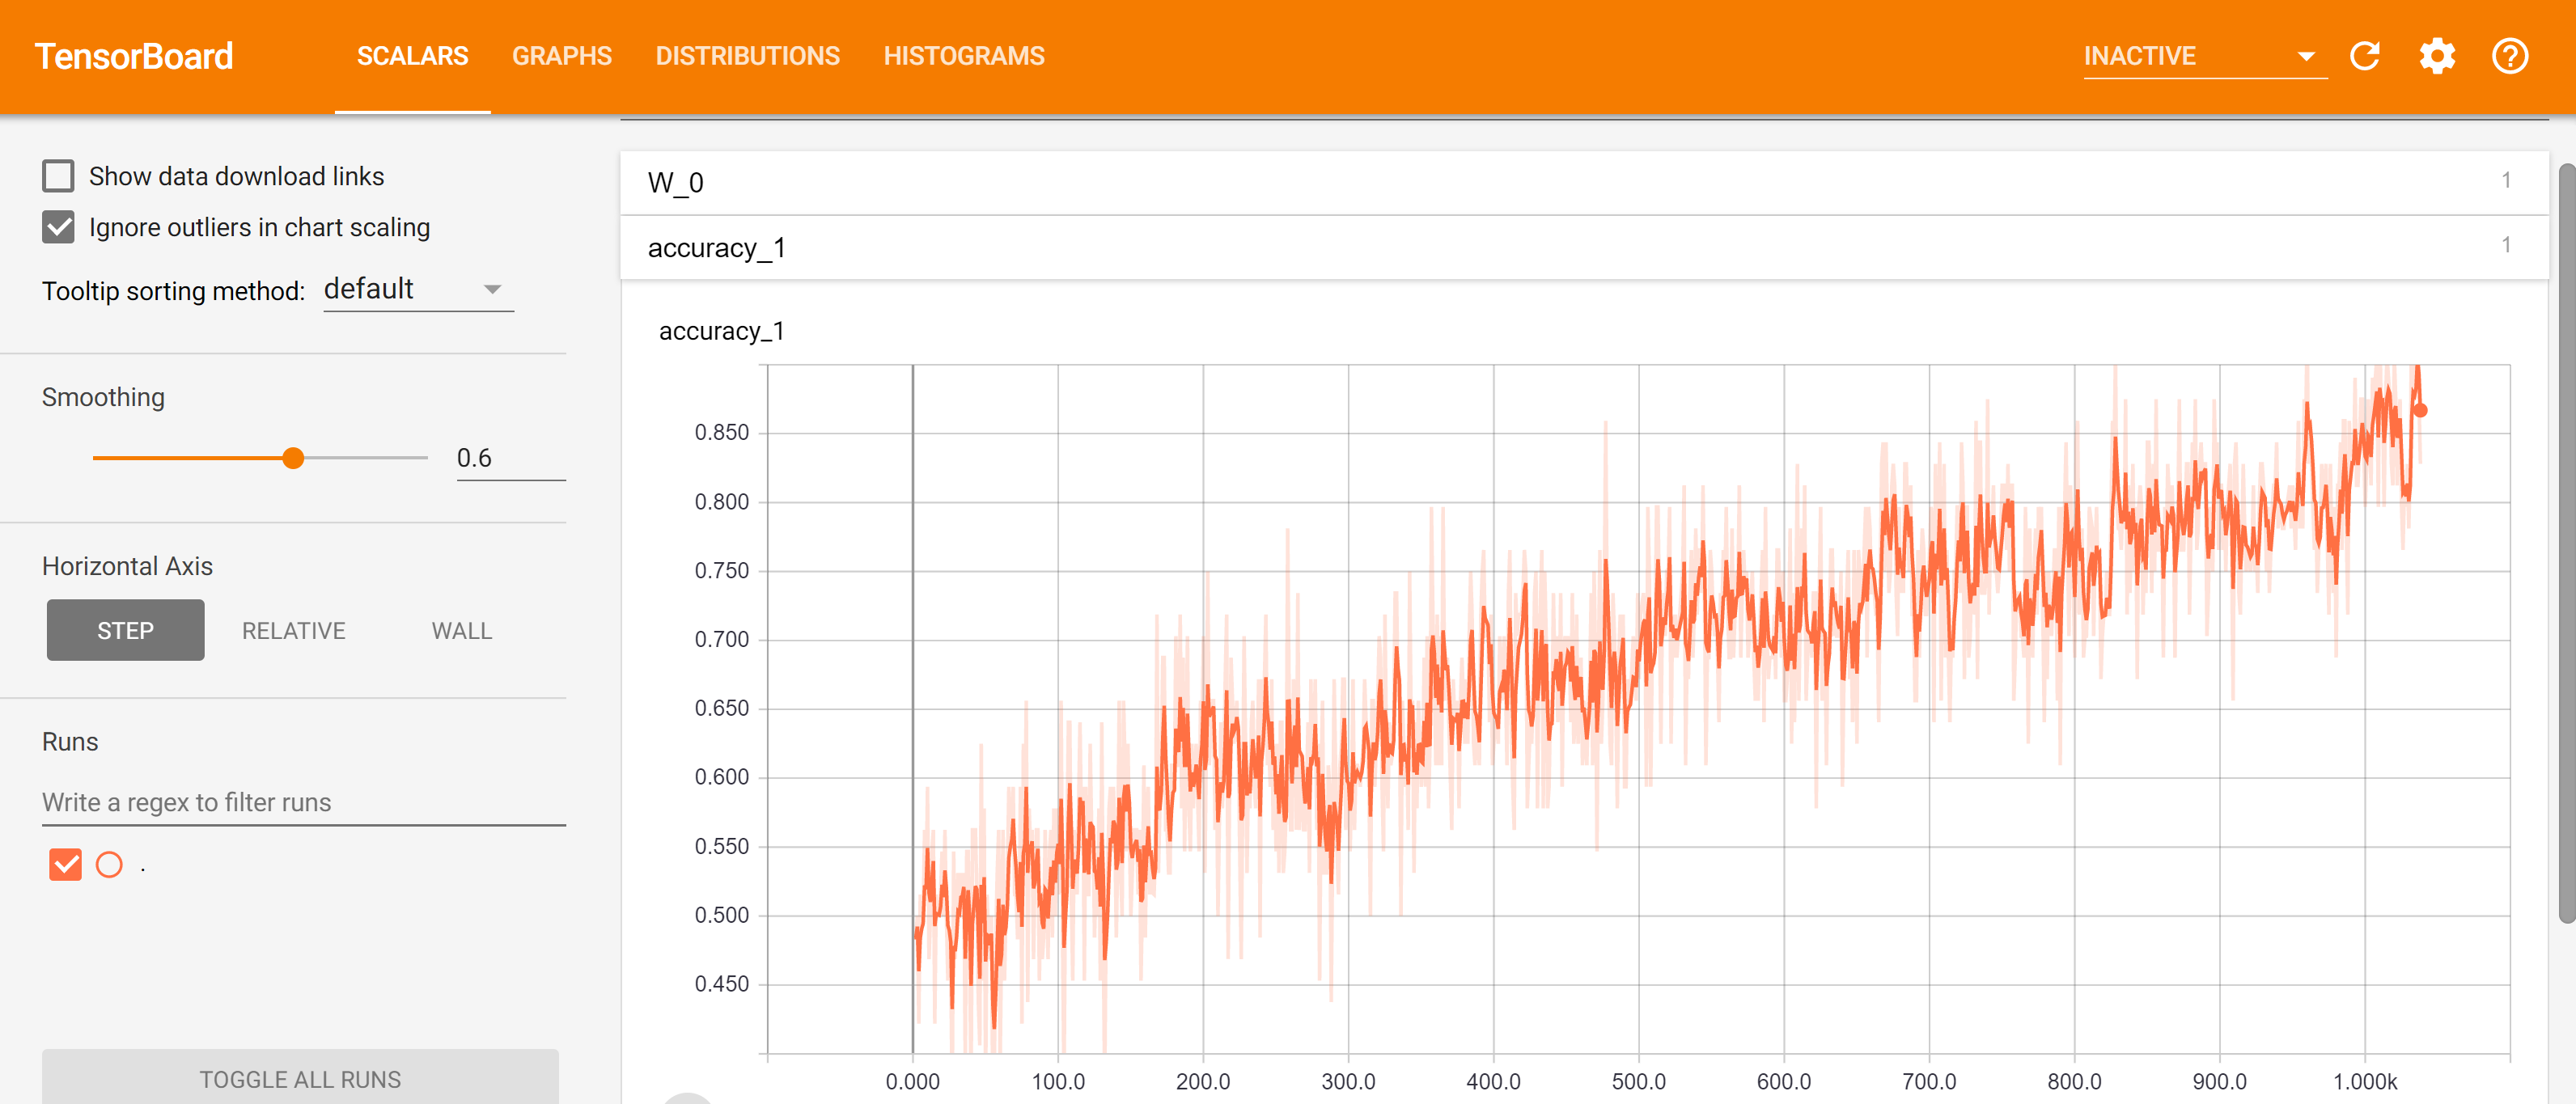 TensorBoard SCALARS GRAPHS DISTRIBUTIONS HISTOGRAMS INACTIVE
Show data download links
Ignore outliers in chart scaling
Tooltip sorting method: default
Smoothing
0.6
Horizontal Axis
STEP RELATIVE WALL
Runs
Write a regex to filter runs
.
TOGGLE ALL RUNS
W_0 1
accuracy_1 1
accuracy_1
0.850
0.800
0.750
0.700
0.650
0.600
0.550
0.500
0.450
0.000 100.0 200.0 300.0 400.0 500.0 600.0 700.0 800.0 900.0 1.000k